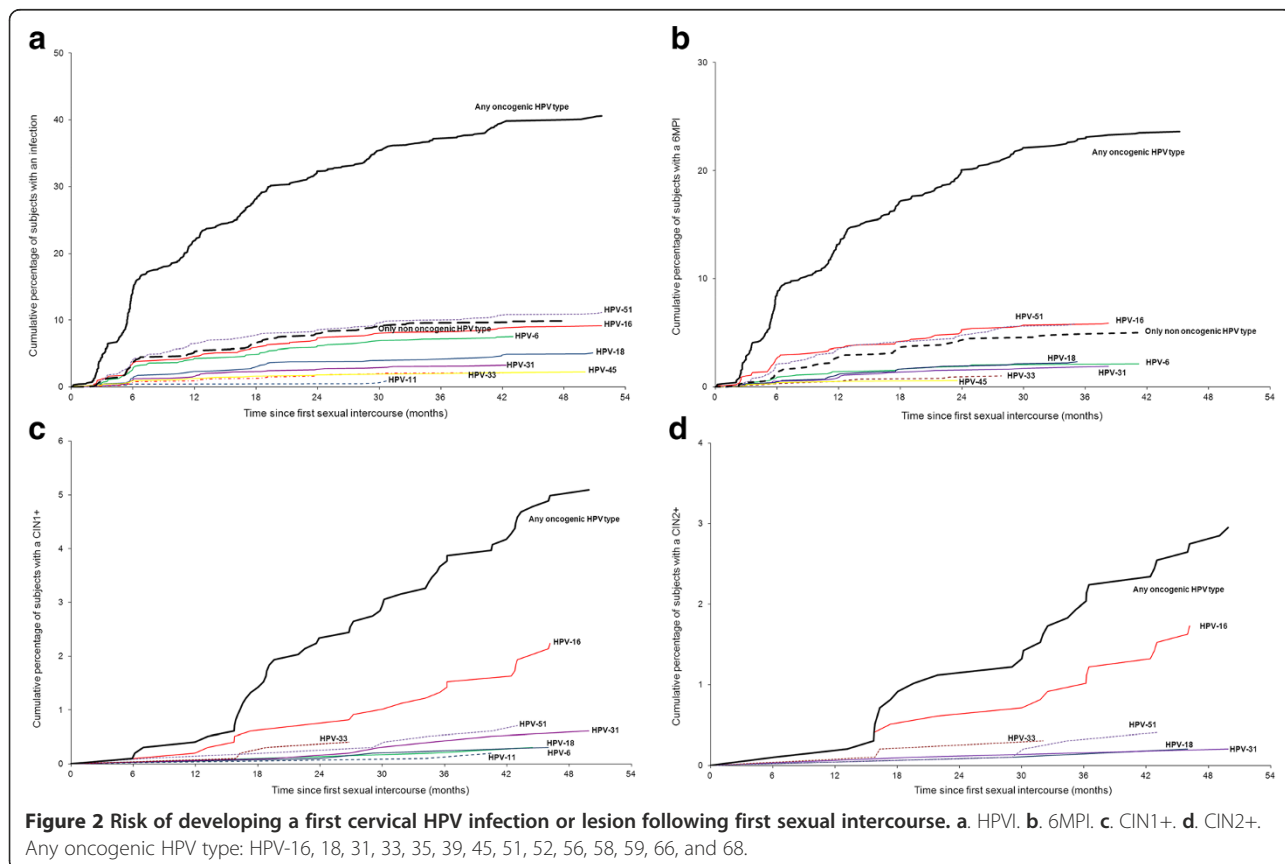 a
Cumulative percentage of subjects with an infection
50
40
30
20
10
0
Any oncogenic HPV type
HPV-51
Only non oncogenic HPV type
HPV-16
HPV-6
HPV-18
HPV-31
HPV-45
HPV-33
HPV-11
0 6 12 18 24 30 36 42 48 54
Time since first sexual intercourse (months)
b
Cumulative percentage of subjects with a 6MPI
30
20
10
0
Any oncogenic HPV type
HPV-51
HPV-16
Only non oncogenic HPV type
HPV-18
HPV-6
HPV-31
HPV-33
HPV-45
0 6 12 18 24 30 36 42 48 54
Time since first sexual intercourse (months)
c
Cumulative percentage of subjects with a CIN1+
6
5
4
3
2
1
0
Any oncogenic HPV type
HPV-16
HPV-51
HPV-31
HPV-33
HPV-18
HPV-6
HPV-11
0 6 12 18 24 30 36 42 48 54
Time since first sexual intercourse (months)
d
Cumulative percentage of subjects with a CIN2+
4
3
2
1
0
Any oncogenic HPV type
HPV-16
HPV-51
HPV-33
HPV-18
HPV-31
0 6 12 18 24 30 36 42 48 54
Time since first sexual intercourse (months)
Figure 2 Risk of developing a first cervical HPV infection or lesion following first sexual intercourse. a. HPVI. b. 6MPI. c. CIN1+. d. CIN2+.
Any oncogenic HPV type: HPV-16, 18, 31, 33, 35, 39, 45, 51, 52, 56, 58, 59, 66, and 68.